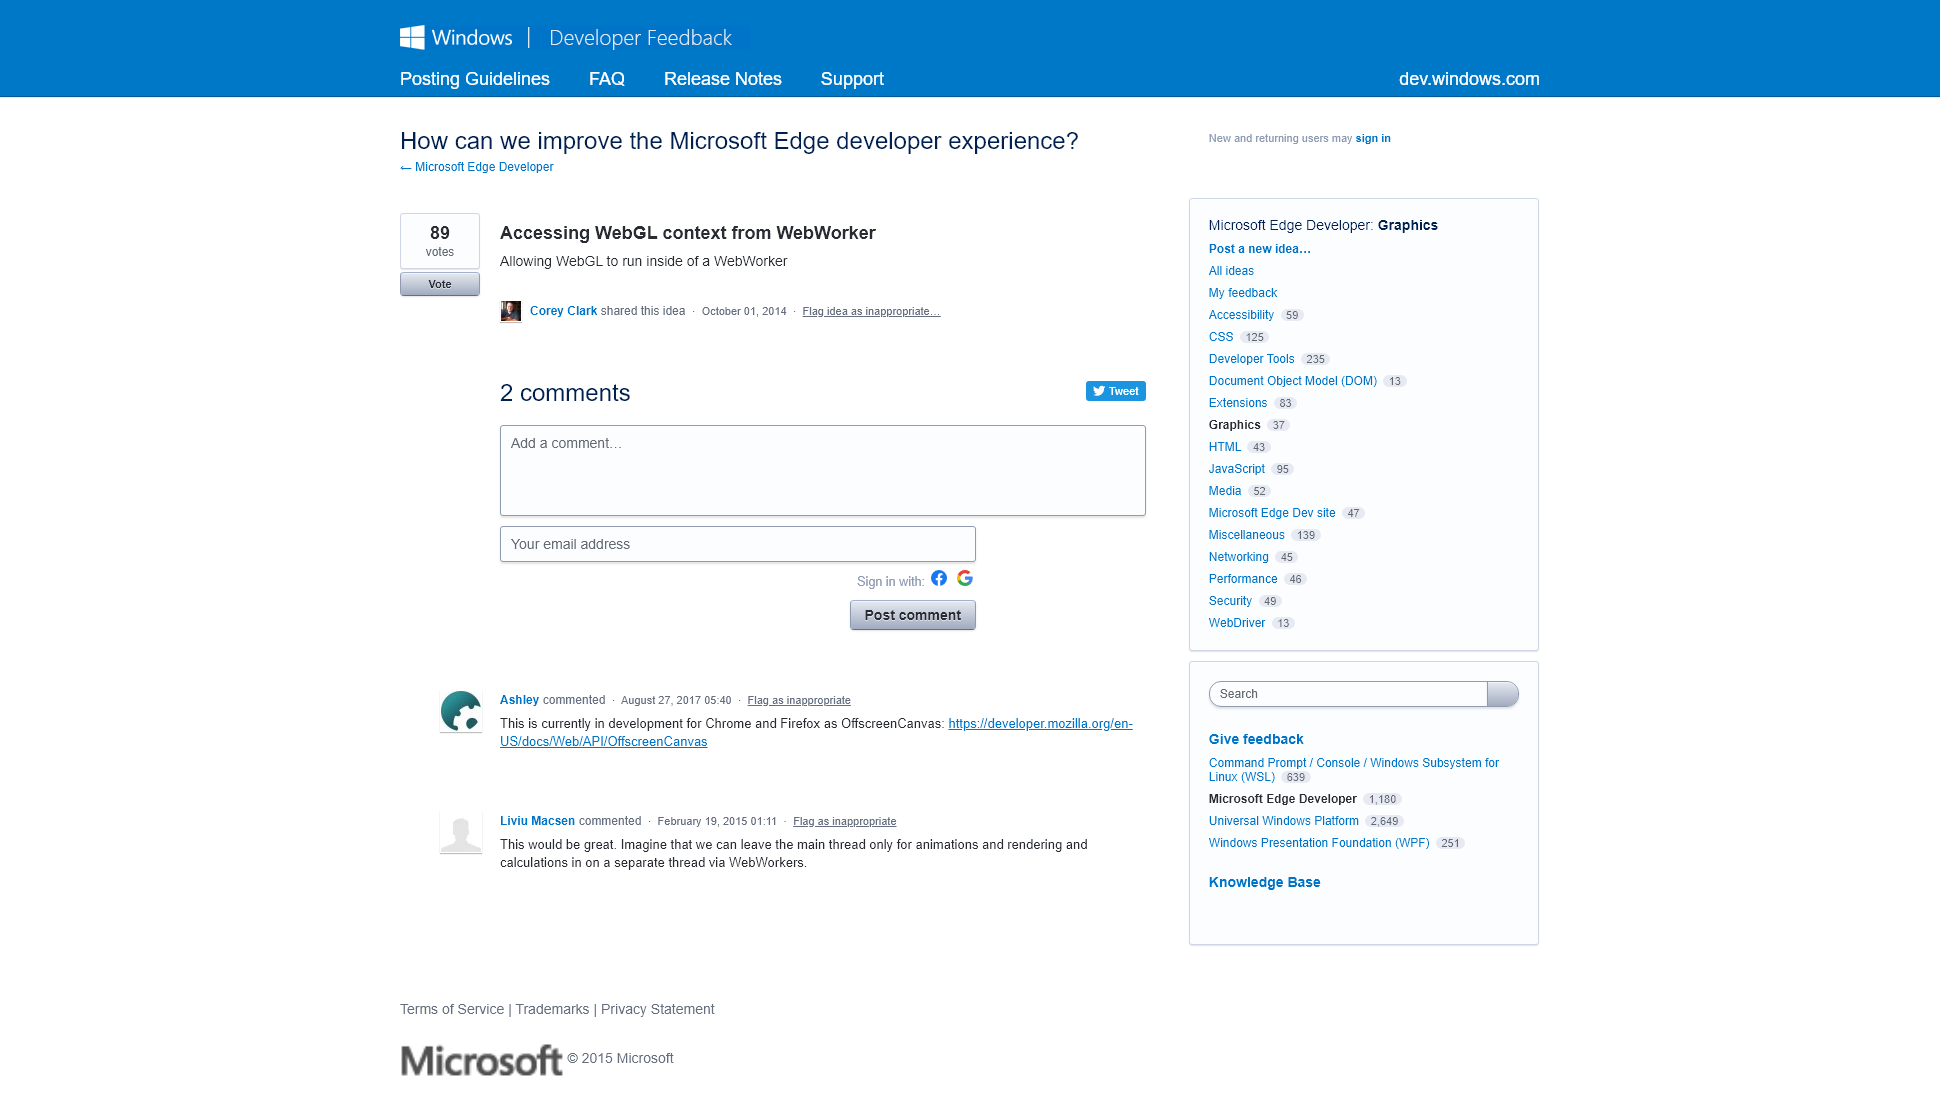 Windows | Developer Feedback
Posting Guidelines FAQ Release Notes Support dev.windows.com
How can we improve the Microsoft Edge developer experience?
← Microsoft Edge Developer
New and returning users may sign in
89
votes
Vote
Accessing WebGL context from WebWorker
Allowing WebGL to run inside of a WebWorker
Corey Clark shared this idea · October 01, 2014 · Flag idea as inappropriate…
2 comments
Tweet
Add a comment…
Your email address
Sign in with:
Post comment
Ashley commented · August 27, 2017 05:40 · Flag as inappropriate
This is currently in development for Chrome and Firefox as OffscreenCanvas: https://developer.mozilla.org/en-
US/docs/Web/API/OffscreenCanvas
Liviu Macsen commented · February 19, 2015 01:11 · Flag as inappropriate
This would be great. Imagine that we can leave the main thread only for animations and rendering and
calculations in on a separate thread via WebWorkers.
Microsoft Edge Developer: Graphics
Post a new idea…
All ideas
My feedback
Accessibility 59
CSS 125
Developer Tools 235
Document Object Model (DOM) 13
Extensions 83
Graphics 37
HTML 43
JavaScript 95
Media 52
Microsoft Edge Dev site 47
Miscellaneous 139
Networking 45
Performance 46
Security 49
WebDriver 13
Search
Give feedback
Command Prompt / Console / Windows Subsystem for
Linux (WSL) 639
Microsoft Edge Developer 1,180
Universal Windows Platform 2,649
Windows Presentation Foundation (WPF) 251
Knowledge Base
Terms of Service | Trademarks | Privacy Statement
Microsoft © 2015 Microsoft